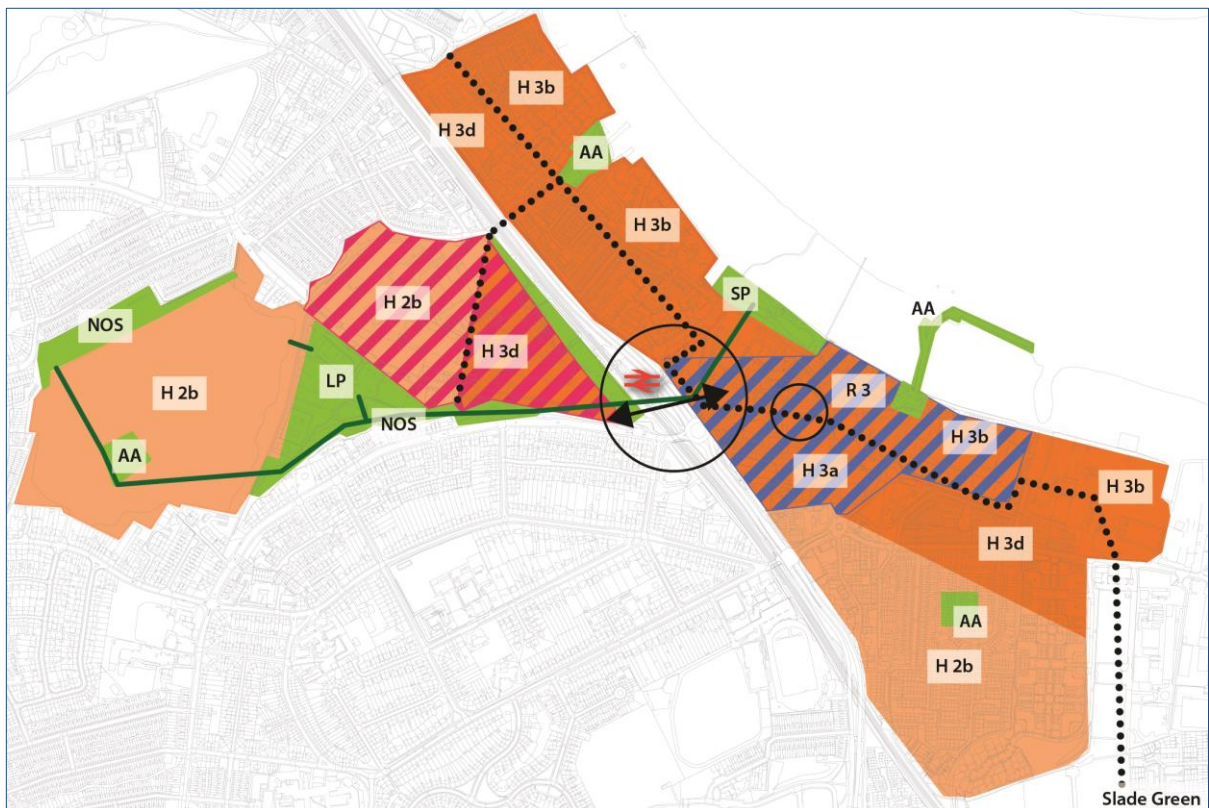 H 3b
H 3d
AA
H 3b
SP
AA
NOS
H 2b
H 3d
R 3
LP
H 2b
NOS
H 3b
AA
H 3a
H 3b
H 3d
AA
H 2b
Slade Green